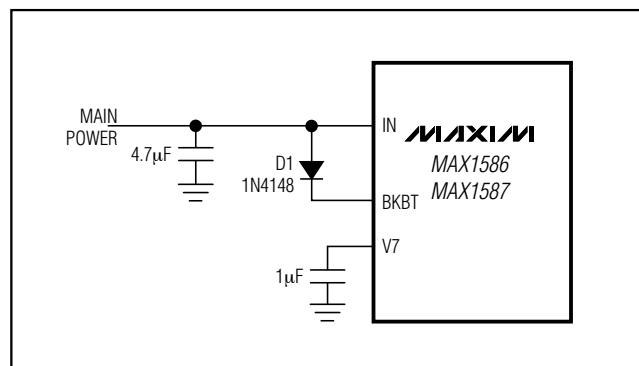 MAIN
POWER
4.7µF
D1
1N4148
1µF
IN
BKBT
V7
MAXIM
MAX1586
MAX1587